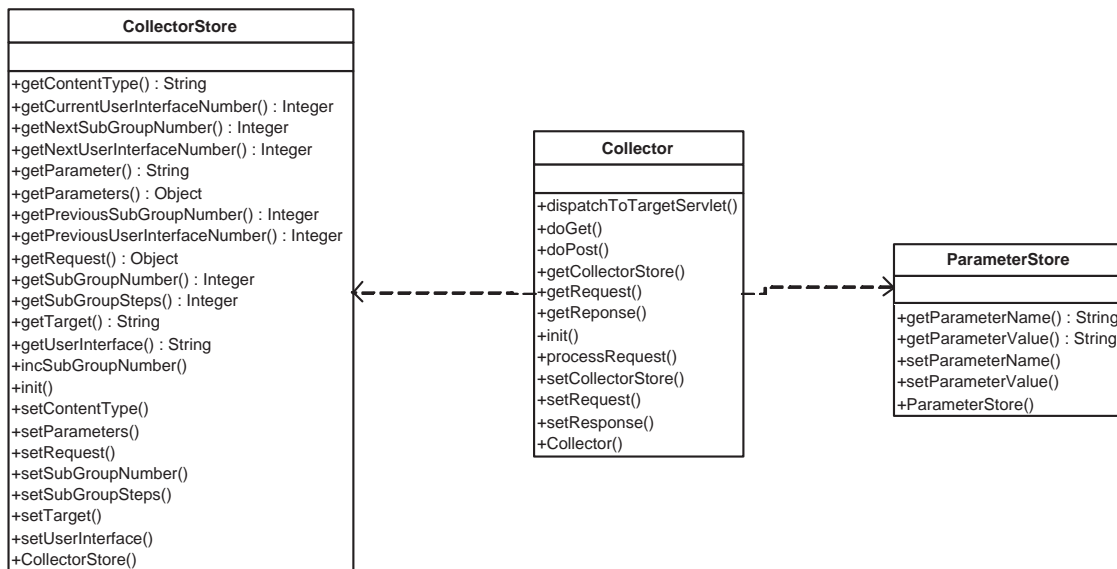 CollectorStore
+getContentType() : String
+getCurrentUserInterfaceNumber() : Integer
+getNextSubGroupNumber() : Integer
+getNextUserInterfaceNumber() : Integer
+getParameter() : String
+getParameters() : Object
+getPreviousSubGroupNumber() : Integer
+getPreviousUserInterfaceNumber() : Integer
+getRequest() : Object
+getSubGroupNumber() : Integer
+getSubGroupSteps() : Integer
+getTarget() : String
+getUserInterface() : String
+incSubGroupNumber()
+init()
+setContentType()
+setParameters()
+setRequest()
+setSubGroupNumber()
+setSubGroupSteps()
+setTarget()
+setUserInterface()
+CollectorStore()
Collector
+dispatchToTargetServlet()
+doGet()
+doPost()
+getCollectorStore()
+getRequest()
+getReponse()
+init()
+processRequest()
+setCollectorStore()
+setRequest()
+setResponse()
+Collector()
ParameterStore
+getParameterName() : String
+getParameterValue() : String
+setParameterName()
+setParameterValue()
+ParameterStore()